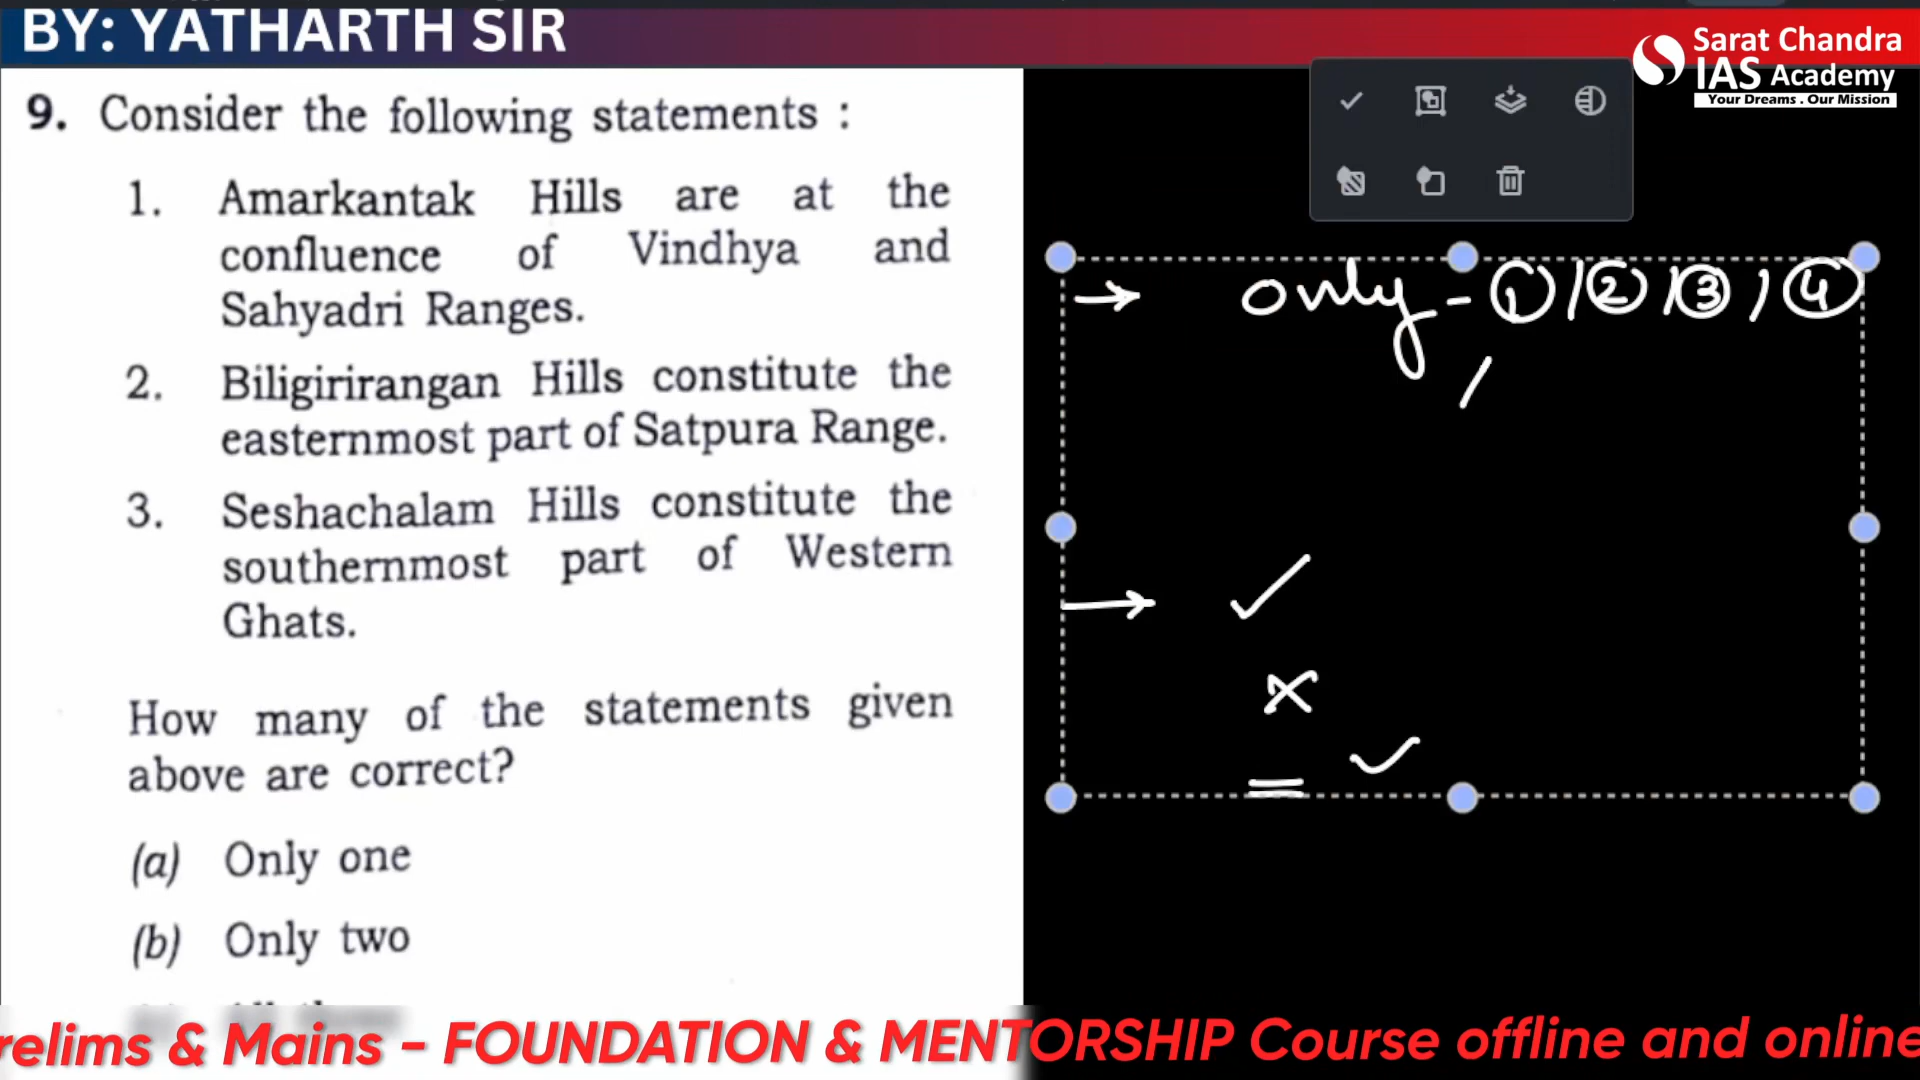 BY: YATHARTH SIR
Sarat Chandra
IAS Academy
Your Dreams . Our Mission
9. Consider the following statements :
1. Amarkantak Hills are at the
confluence of Vindhya and
Sahyadri Ranges.
2. Biligirirangan Hills constitute the
easternmost part of Satpura Range.
3. Seshachalam Hills constitute the
southernmost part of Western
Ghats.
How many of the statements given
above are correct?
(a) Only one
(b) Only two
→ only - ① / ② / ③ / ④
/
→ ✓
×
= ✓
relims & Mains - FOUNDATION & MENTORSHIP Course offline and online